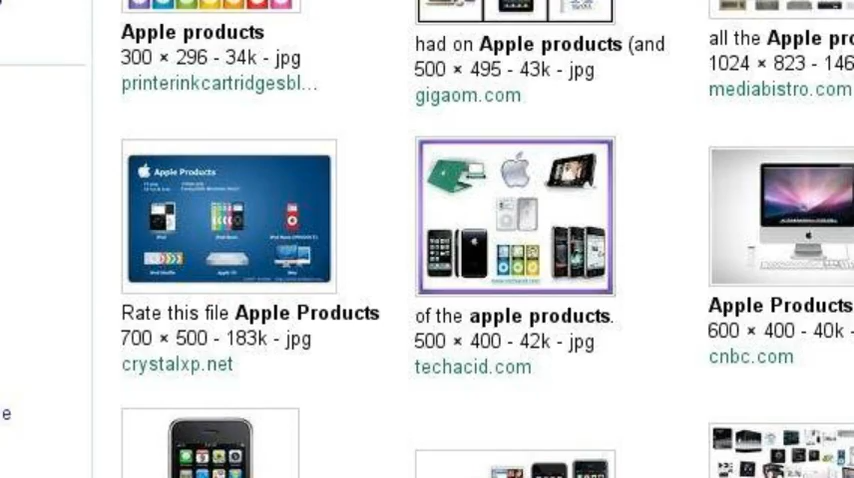 Apple products
300 × 296 - 34k - jpg
printerinkcartridgesbl...
had on Apple products (and
500 × 495 - 43k - jpg
gigaom.com
all the Apple pro
1024 × 823 - 146
mediabistro.com
Apple Products
Rate this file Apple Products
700 × 500 - 183k - jpg
crystalxp.net
of the apple products.
500 × 400 - 42k - jpg
techacid.com
Apple Products
600 × 400 - 40k -
cnbc.com
e